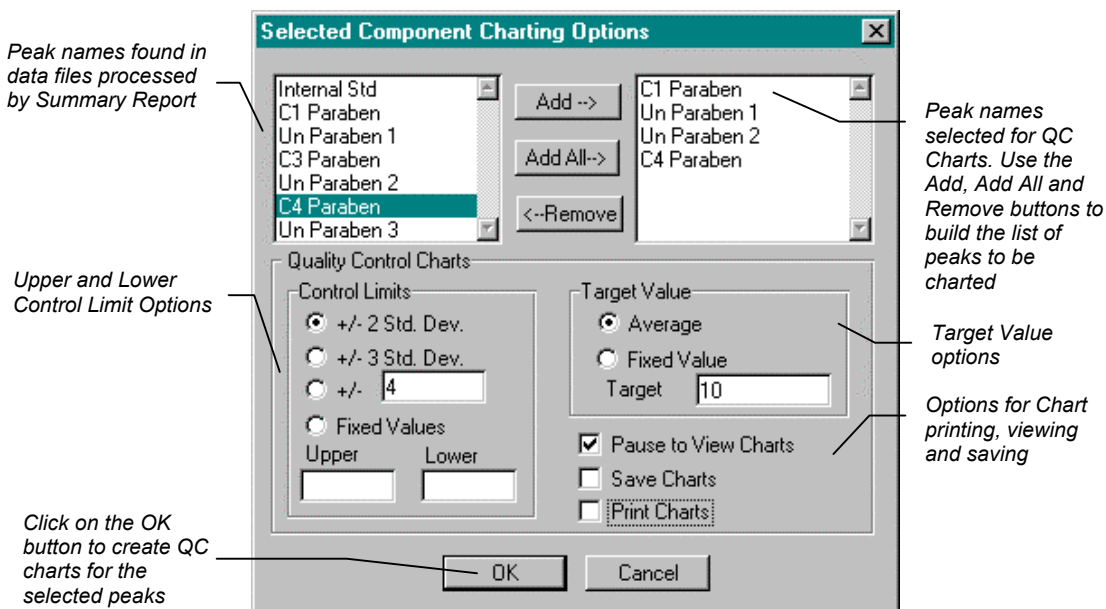 Selected Component Charting Options
Peak names found in
data files processed
by Summary Report
Internal Std
C1 Paraben
Un Paraben 1
C3 Paraben
Un Paraben 2
C4 Paraben
Un Paraben 3
Add -->
Add All-->
<--Remove
C1 Paraben
Un Paraben 1
Un Paraben 2
C4 Paraben
Peak names
selected for QC
Charts. Use the
Add, Add All and
Remove buttons to
build the list of
peaks to be
charted
Upper and Lower
Control Limit Options
Quality Control Charts
Control Limits
+/- 2 Std. Dev.
+/- 3 Std. Dev.
+/- 4
Fixed Values
Upper Lower
Target Value
Average
Fixed Value
Target 10
Target Value
options
Pause to View Charts
Save Charts
Print Charts
Options for Chart
printing, viewing
and saving
Click on the OK
button to create QC
charts for the
selected peaks
OK Cancel